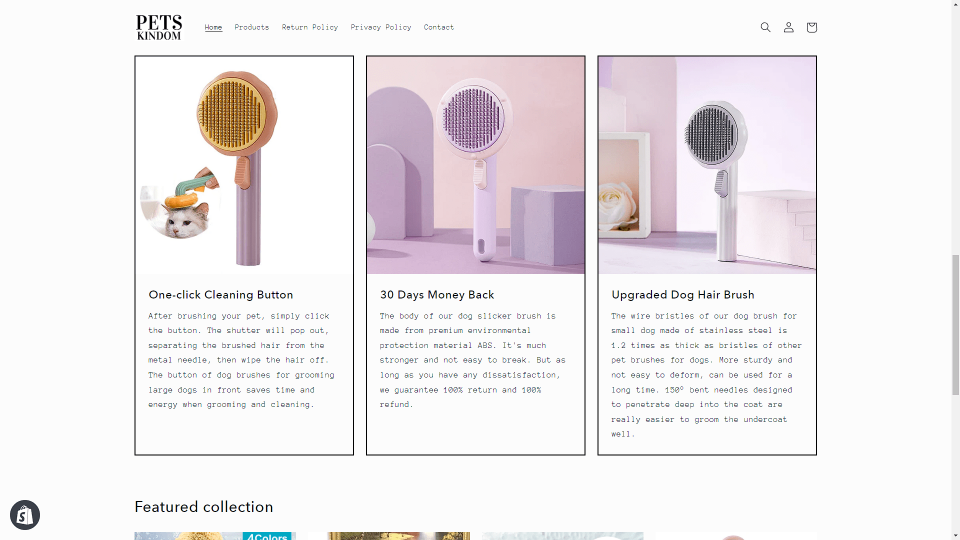 PETS
KINDOM
Home Products Return Policy Privacy Policy Contact
One-click Cleaning Button
After brushing your pet, simply click
the button. The shutter will pop out,
separating the brushed hair from the
metal needle, then wipe the hair off.
The button of dog brushes for grooming
large dogs in front saves time and
energy when grooming and cleaning.
30 Days Money Back
The body of our dog slicker brush is
made from premium environmental
protection material ABS. It's much
stronger and not easy to break. But as
long as you have any dissatisfaction,
we guarantee 100% return and 100%
refund.
Upgraded Dog Hair Brush
The wire bristles of our dog brush for
small dog made of stainless steel is
1.2 times as thick as bristles of other
pet brushes for dogs. More sturdy and
not easy to deform, can be used for a
long time. 150° bent needles designed
to penetrate deep into the coat are
really easier to groom the undercoat
well.
Featured collection
4Colors